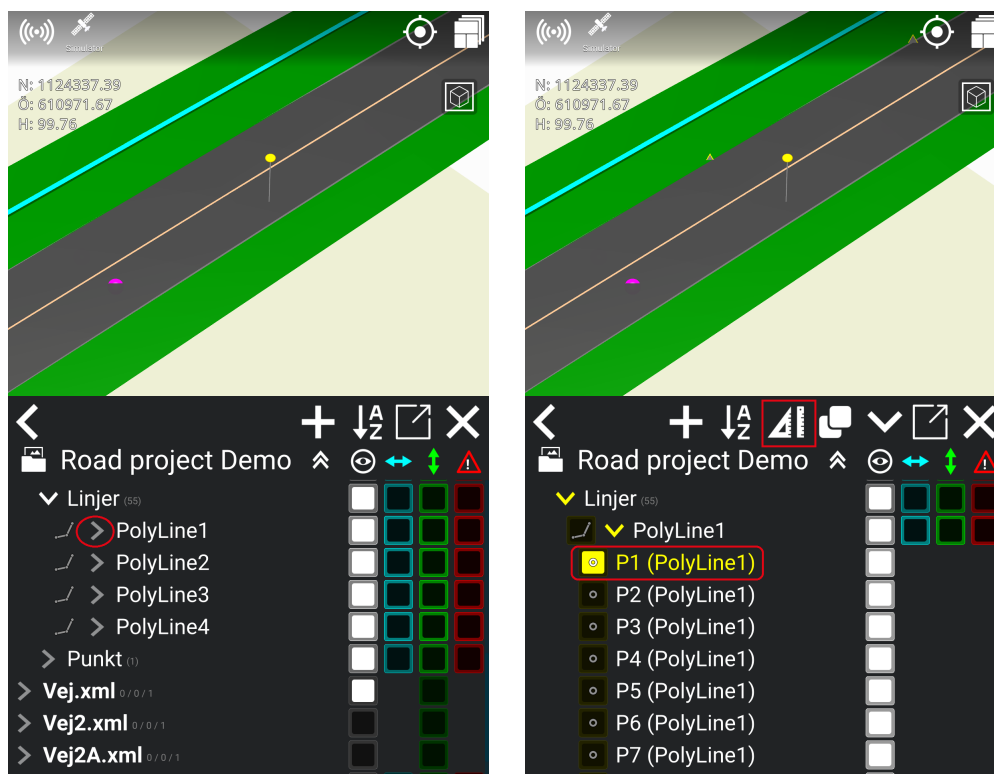 Simulator
N: 1124337.39
Ö: 610971.67
H: 99.76
A
Z
Road project Demo
Linjer (55)
PolyLine1
PolyLine2
PolyLine3
PolyLine4
Punkt (1)
Vej.xml 0 / 0 / 1
Vej2.xml 0 / 0 / 1
Vej2A.xml 0 / 0 / 1
Simulator
N: 1124337.39
Ö: 610971.67
H: 99.76
A
Z
Road project Demo
Linjer (55)
PolyLine1
P1 (PolyLine1)
P2 (PolyLine1)
P3 (PolyLine1)
P4 (PolyLine1)
P5 (PolyLine1)
P6 (PolyLine1)
P7 (PolyLine1)